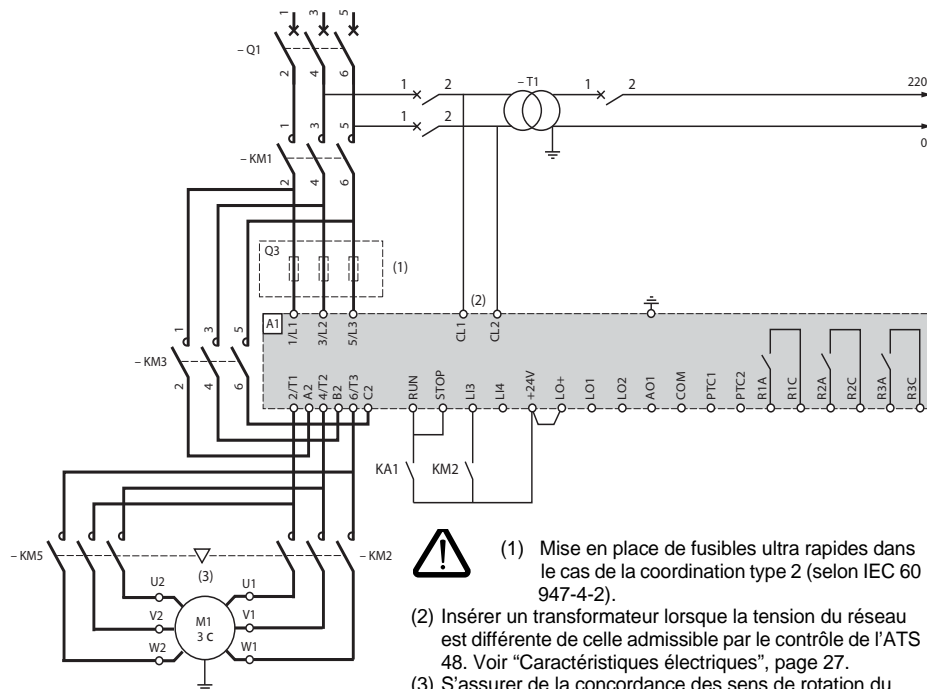 1 3 5
– Q1
2 4 6
1 2 – T1 1 2 220
1 2 0
1 3 5
– KM1
2 4 6
Q3 (1)
(2)
A1 1/L1 3/L2 5/L3 CL1 CL2
1 3 5
– KM3
2 4 6
2/T1 A2 4/T2 B2 6/T3 C2 RUN STOP LI3 LI4 +24V LO+ LO1 LO2 AO1 COM PTC1 PTC2 R1A R1C R2A R2C R3A R3C
KA1 KM2
– KM5 – KM2
(3)
U2 U1
V2 M1 V1
3 C
W2 W1
(1) Mise en place de fusibles ultra rapides dans
le cas de la coordination type 2 (selon IEC 60
947-4-2).
(2) Insérer un transformateur lorsque la tension du réseau
est différente de celle admissible par le contrôle de l'ATS
48. Voir “Caractéristiques électriques”, page 27.
(3) S'assurer de la concordance des sens de rotation du